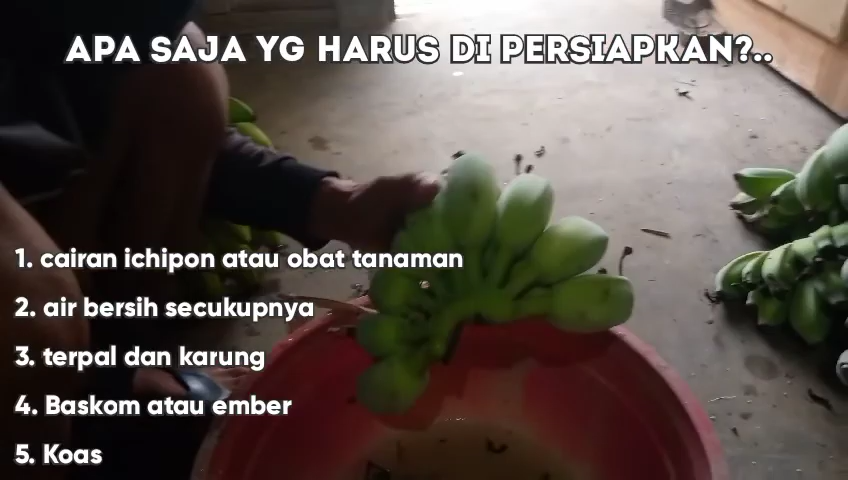 APA SAJA YG HARUS DI PERSIAPKAN?..
1. cairan ichipon atau obat tanaman
2. air bersih secukupnya
3. terpal dan karung
4. Baskom atau ember
5. Koas